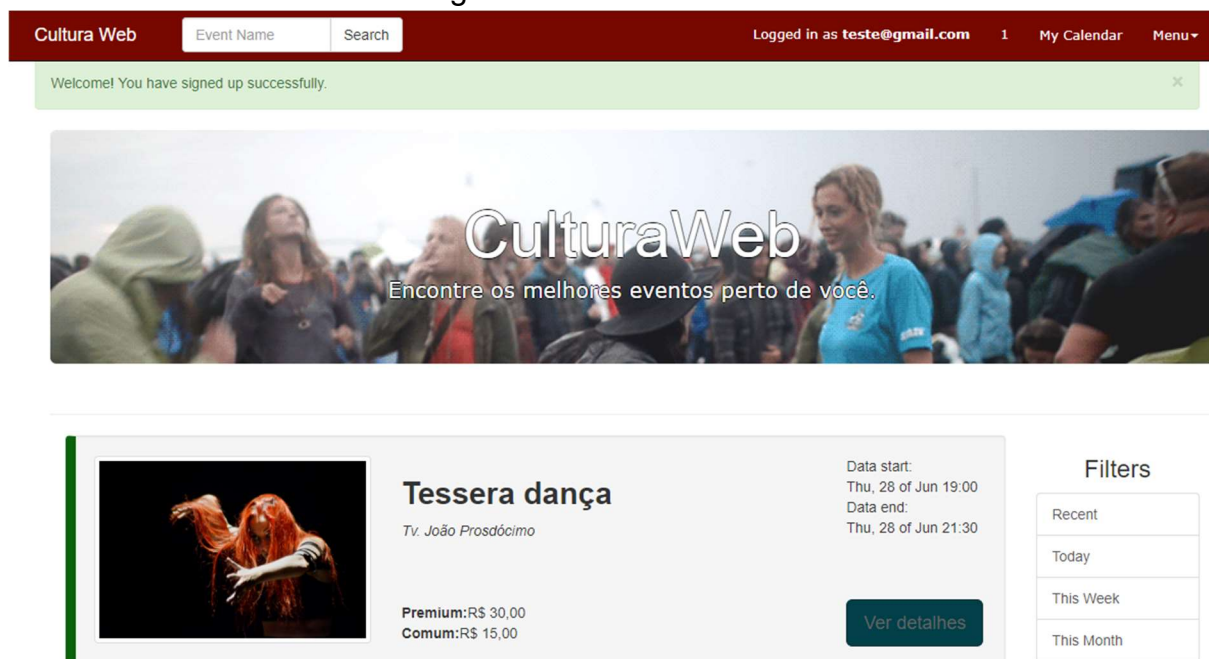 Cultura Web Event Name Search Logged in as teste@gmail.com 1 My Calendar Menu
Welcome! You have signed up successfully. ×
CulturaWeb
Encontre os melhores eventos perto de você.
Tessera dança
Tv. João Prosdócimo
Premium:R$ 30,00
Comum:R$ 15,00
Data start:
Thu, 28 of Jun 19:00
Data end:
Thu, 28 of Jun 21:30
Ver detalhes
Filters
Recent
Today
This Week
This Month